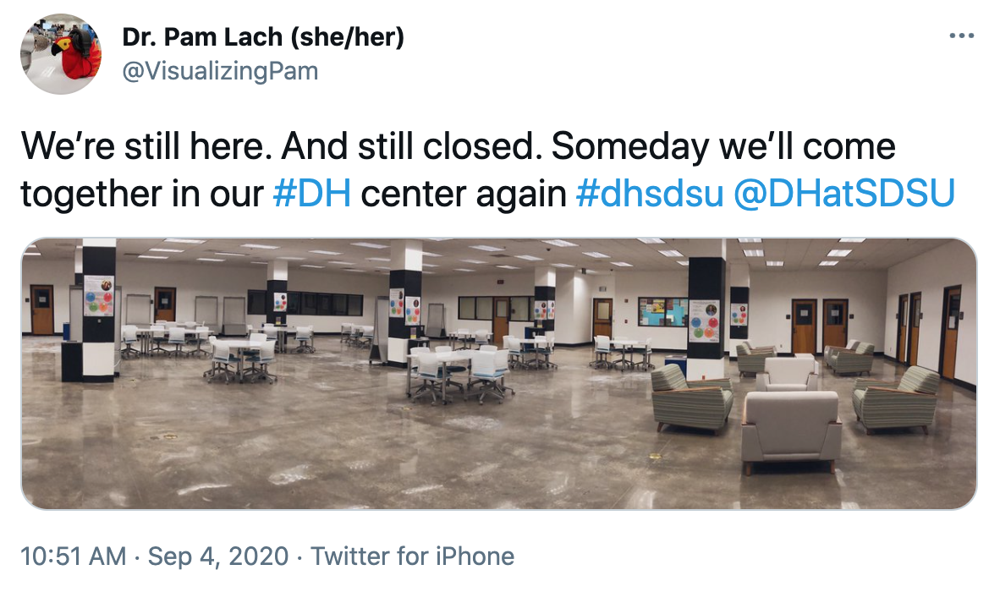 Dr. Pam Lach (she/her)
@VisualizingPam
We’re still here. And still closed. Someday we’ll come
together in our #DH center again #dhsdsu @DHatSDSU
10:51 AM · Sep 4, 2020 · Twitter for iPhone